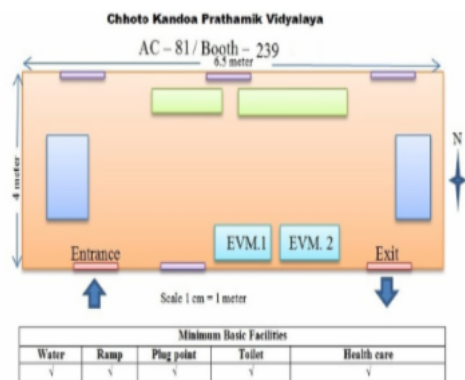 Chhoto Kandoa Prathamik Vidyalaya
AC – 81 / Booth – 239
6.5 meter
4 meter
N
EVM.1 EVM. 2
Entrance Exit
Scale 1 cm = 1 meter
Minimum Basic Facilities
Water Ramp Plug point Toilet Health care
√ √ √ √ √